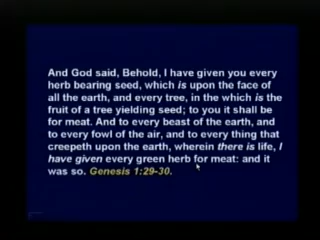 And God said, Behold, I have given you every
herb bearing seed, which is upon the face of
all the earth, and every tree, in the which is the
fruit of a tree yielding seed; to you it shall be
for meat. And to every beast of the earth, and
to every fowl of the air, and to every thing that
creepeth upon the earth, wherein there is life, I
have given every green herb for meat: and it
was so. Genesis 1:29-30.